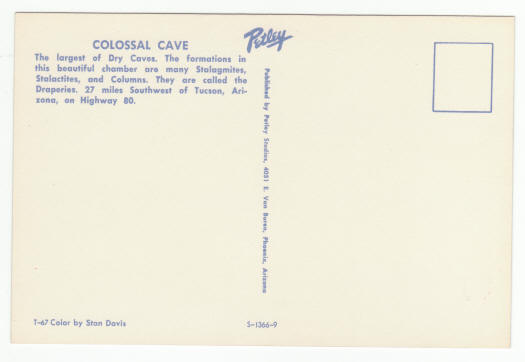 COLOSSAL CAVE
The largest of Dry Caves. The formations in
this beautiful chamber are many Stalagmites,
Stalactites, and Columns. They are called the
Draperies. 27 miles Southwest of Tucson, Ari-
zona, on Highway 80.
Petley
Published by Petley Studios, 4051 E. Van Buren, Phoenix, Arizona
T-67 Color by Stan Davis
S-1366-9